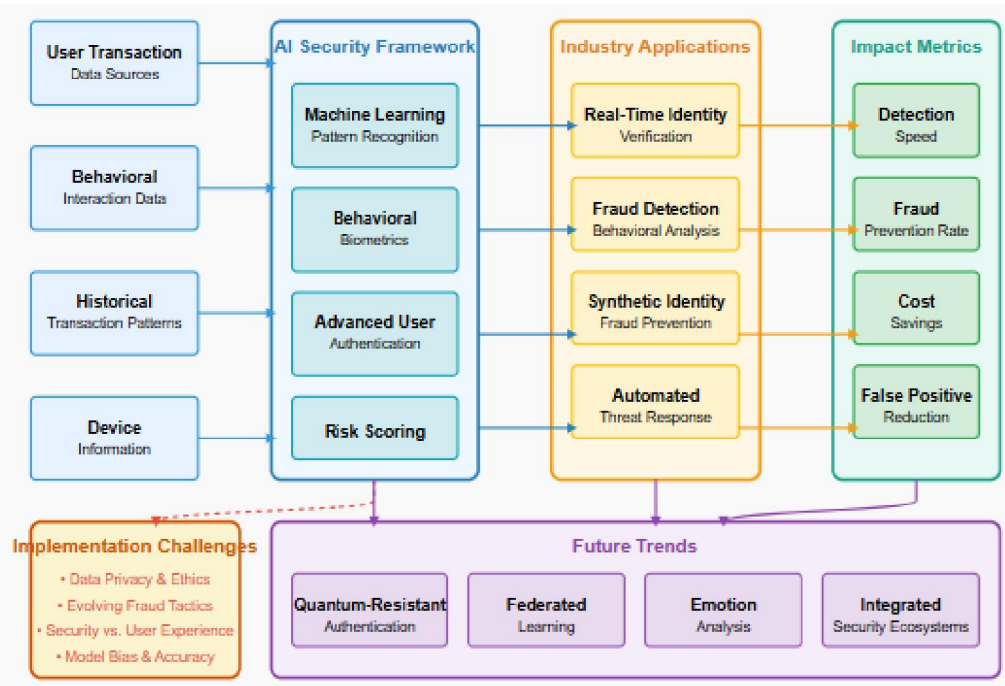 User Transaction
Data Sources
Behavioral
Interaction Data
Historical
Transaction Patterns
Device
Information
AI Security Framework
Machine Learning
Pattern Recognition
Behavioral
Biometrics
Advanced User
Authentication
Risk Scoring
Industry Applications
Real-Time Identity
Verification
Fraud Detection
Behavioral Analysis
Synthetic Identity
Fraud Prevention
Automated
Threat Response
Impact Metrics
Detection
Speed
Fraud
Prevention Rate
Cost
Savings
False Positive
Reduction
Implementation Challenges
• Data Privacy & Ethics
• Evolving Fraud Tactics
• Security vs. User Experience
• Model Bias & Accuracy
Future Trends
Quantum-Resistant
Authentication
Federated
Learning
Emotion
Analysis
Integrated
Security Ecosystems